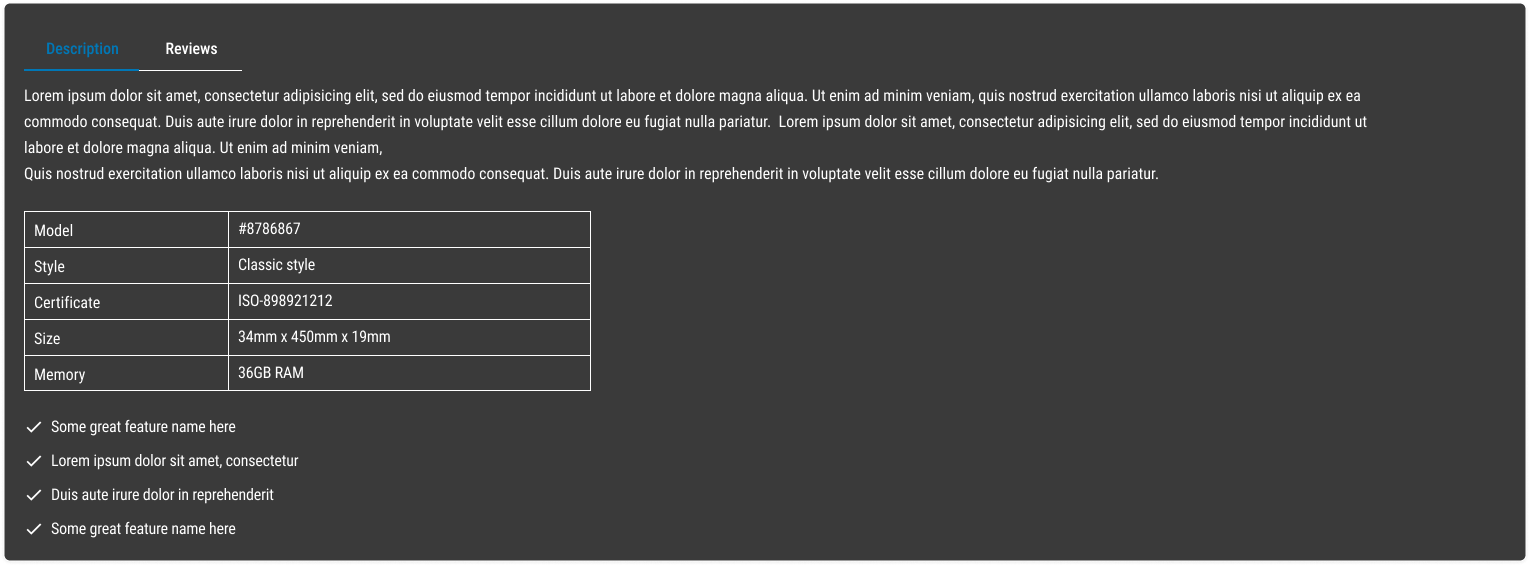 Description Reviews
Lorem ipsum dolor sit amet, consectetur adipisicing elit, sed do eiusmod tempor incididunt ut labore et dolore magna aliqua. Ut enim ad minim veniam, quis nostrud exercitation ullamco laboris nisi ut aliquip ex ea
commodo consequat. Duis aute irure dolor in reprehenderit in voluptate velit esse cillum dolore eu fugiat nulla pariatur.  Lorem ipsum dolor sit amet, consectetur adipisicing elit, sed do eiusmod tempor incididunt ut
labore et dolore magna aliqua. Ut enim ad minim veniam,
Quis nostrud exercitation ullamco laboris nisi ut aliquip ex ea commodo consequat. Duis aute irure dolor in reprehenderit in voluptate velit esse cillum dolore eu fugiat nulla pariatur.
Model #8786867
Style Classic style
Certificate ISO-898921212
Size 34mm x 450mm x 19mm
Memory 36GB RAM
Some great feature name here
Lorem ipsum dolor sit amet, consectetur
Duis aute irure dolor in reprehenderit
Some great feature name here